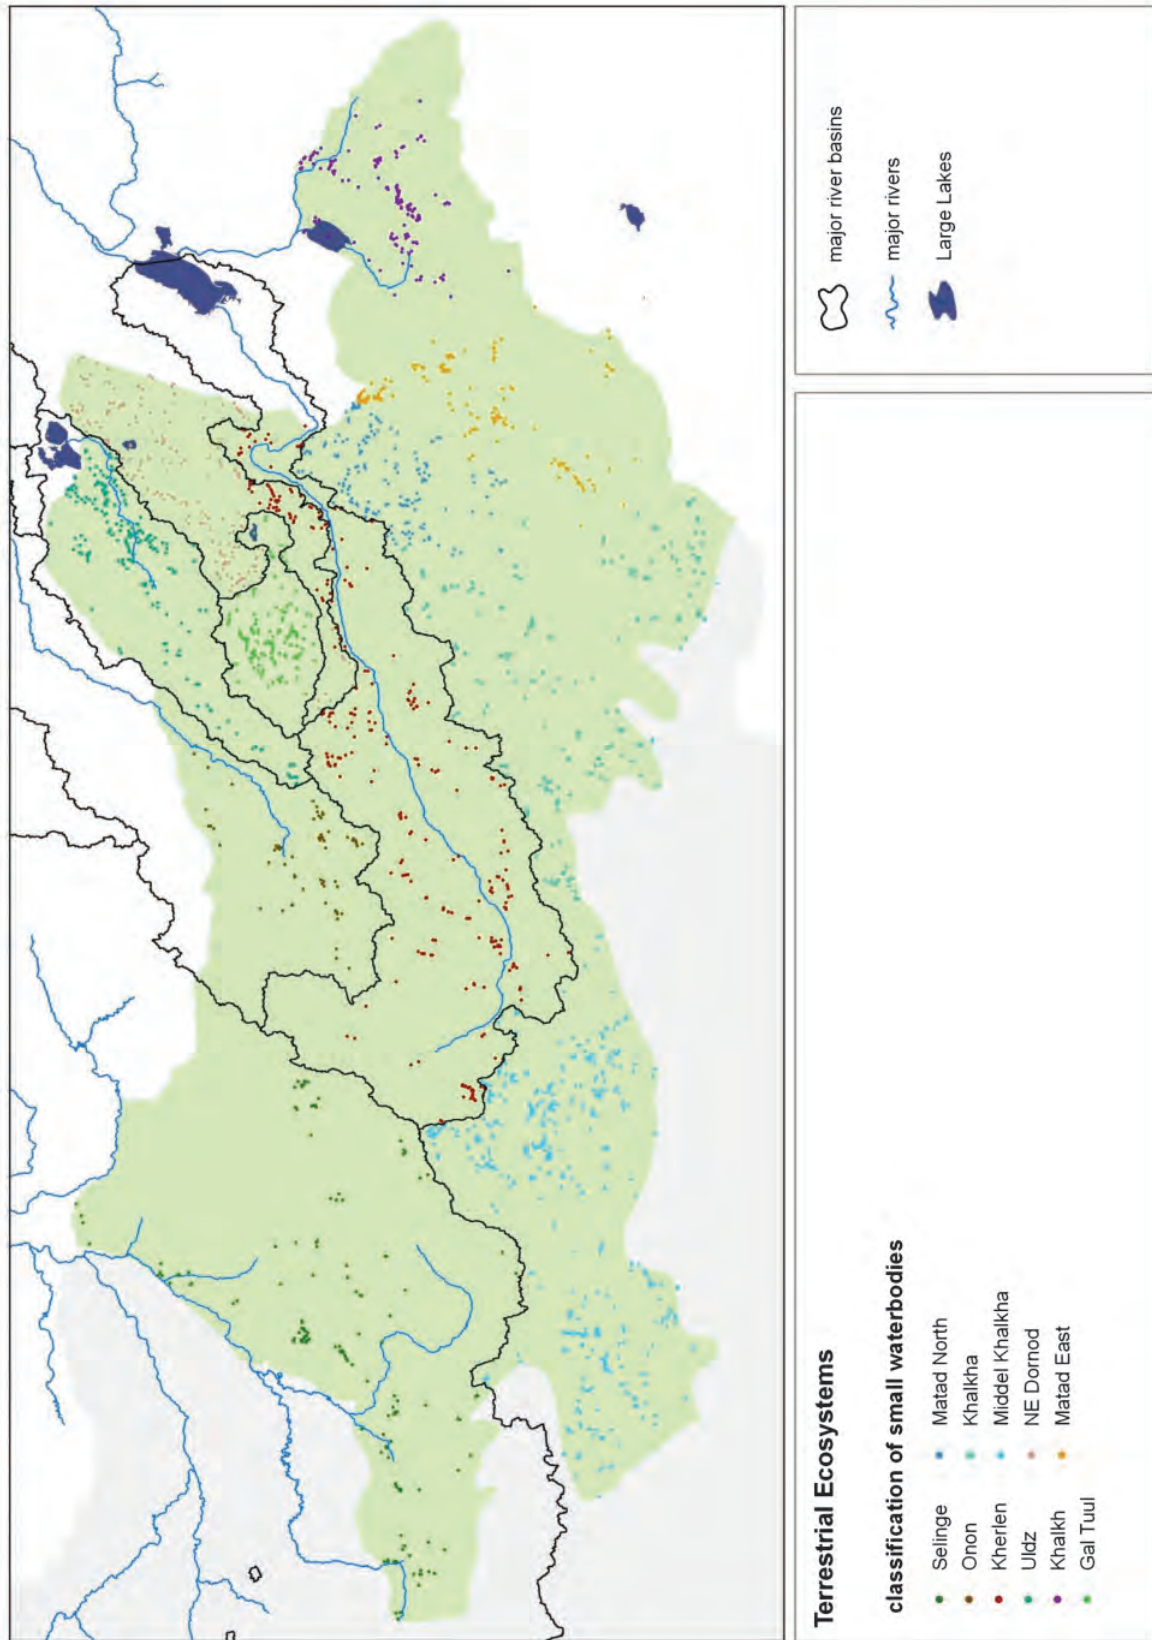 Terrestrial Ecosystems
classification of small waterbodies
Selinge
Onon
Kherlen
Uldz
Khalkh
Gal Tuul
Matad North
Khalkha
Middel Khalkha
NE Dornod
Matad East
major river basins
major rivers
Large Lakes